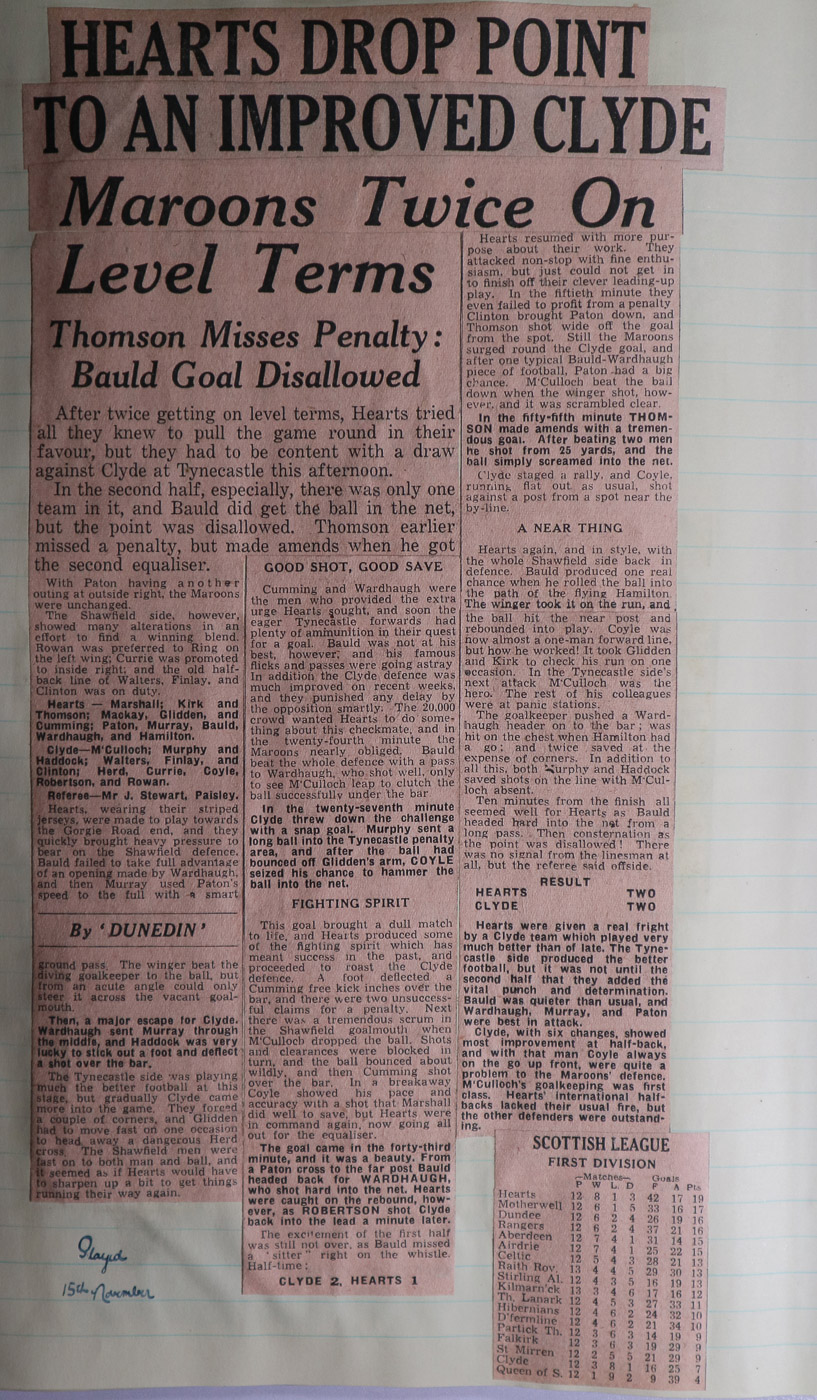 HEARTS DROP POINT
TO AN IMPROVED CLYDE
Maroons Twice On
Level Terms
Thomson Misses Penalty:
Bauld Goal Disallowed
After twice getting on level terms, Hearts tried
all they knew to pull the game round in their
favour, but they had to be content with a draw
against Clyde at Tynecastle this afternoon.
In the second half, especially, there was only one
team in it, and Bauld did get the ball in the net,
but the point was disallowed. Thomson earlier
missed a penalty, but made amends when he got
the second equaliser.
With Paton having another
outing at outside right, the Maroons
were unchanged.
The Shawfield side, however,
showed many alterations in an
effort to find a winning blend.
Rowan was preferred to Ring on
the left wing; Currie was promoted
to inside right; and the old half-
back line of Walters, Finlay, and
Clinton was on duty.
Hearts — Marshall; Kirk and
Thomson; Mackay, Glidden, and
Cumming; Paton, Murray, Bauld,
Wardhaugh, and Hamilton.
Clyde—M'Culloch; Murphy and
Haddock; Walters, Finlay, and
Clinton; Herd, Currie, Coyle,
Robertson, and Rowan.
Referee—Mr J. Stewart, Paisley.
Hearts, wearing their striped
jerseys, were made to play towards
the Gorgie Road end, and they
quickly brought heavy pressure to
bear on the Shawfield defence.
Bauld failed to take full advantage
of an opening made by Wardhaugh,
and then Murray used Paton's
speed to the full with a smart
By 'DUNEDIN'
ground pass. The winger beat the
diving goalkeeper to the ball, but
from an acute angle could only
steer it across the vacant goal-
mouth.
Then, a major escape for Clyde.
Wardhaugh sent Murray through
the middle, and Haddock was very
lucky to stick out a foot and deflect
a shot over the bar.
The Tynecastle side was playing
much the better football at this
stage, but gradually Clyde came
more into the game. They forced
a couple of corners, and Glidden
had to move fast on one occasion
to head away a dangerous Herd
cross. The Shawfield men were
fast on to both man and ball, and
it seemed as if Hearts would have
to sharpen up a bit to get things
running their way again.
Played
15th November
GOOD SHOT, GOOD SAVE
Cumming and Wardhaugh were
the men who provided the extra
urge Hearts sought, and soon the
eager Tynecastle forwards had
plenty of ammunition in their quest
for a goal. Bauld was not at his
best, however, and his famous
flicks and passes were going astray
In addition the Clyde defence was
much improved on recent weeks,
and they punished any delay by
the opposition smartly. The 20,000
crowd wanted Hearts to do some-
thing about this checkmate, and in
the twenty-fourth minute the
Maroons nearly obliged. Bauld
beat the whole defence with a pass
to Wardhaugh, who shot well, only
to see M'Culloch leap to clutch the
ball successfully under the bar
In the twenty-seventh minute
Clyde threw down the challenge
with a snap goal. Murphy sent a
long ball into the Tynecastle penalty
area, and after the ball had
bounced off Glidden's arm, COYLE
seized his chance to hammer the
ball into the net.
FIGHTING SPIRIT
This goal brought a dull match
to life, and Hearts produced some
of the fighting spirit which has
meant success in the past, and
proceeded to roast the Clyde
defence. A foot deflected a
Cumming free kick inches over the
bar, and there were two unsuccess-
ful claims for a penalty. Next
there was a tremendous scrum in
the Shawfield goalmouth when
M'Culloch dropped the ball. Shots
and clearances were blocked in
turn, and the ball bounced about
wildly, and then Cumming shot
over the bar. In a breakaway
Coyle showed his pace and
accuracy with a shot that Marshall
did well to save, but Hearts were
in command again, now going all
out for the equaliser.
The goal came in the forty-third
minute, and it was a beauty. From
a Paton cross to the far post Bauld
headed back for WARDHAUGH,
who shot hard into the net. Hearts
were caught on the rebound, how-
ever, as ROBERTSON shot Clyde
back into the lead a minute later.
The excitement of the first half
was still not over, as Bauld missed
a "sitter" right on the whistle.
Half-time:
CLYDE 2, HEARTS 1
Hearts resumed with more pur-
pose about their work. They
attacked non-stop with fine enthu-
siasm, but just could not get in
to finish off their clever leading-up
play. In the fiftieth minute they
even failed to profit from a penalty
Clinton brought Paton down, and
Thomson shot wide off the goal
from the spot. Still the Maroons
surged round the Clyde goal, and
after one typical Bauld-Wardhaugh
piece of football, Paton had a big
chance. M'Culloch beat the ball
down when the winger shot, how-
ever, and it was scrambled clear.
In the fifty-fifth minute THOM-
SON made amends with a tremen-
dous goal. After beating two men
he shot from 25 yards, and the
ball simply screamed into the net.
Clyde staged a rally, and Coyle,
running flat out as usual, shot
against a post from a spot near the
by-line.
A NEAR THING
Hearts again, and in style, with
the whole Shawfield side back in
defence. Bauld produced one real
chance when he rolled the ball into
the path of the flying Hamilton.
The winger took it on the run, and
the ball hit the near post and
rebounded into play. Coyle was
now almost a one-man forward line,
but how he worked! It took Glidden
and Kirk to check his run on one
occasion. In the Tynecastle side's
next attack M'Culloch was the
hero. The rest of his colleagues
were at panic stations.
The goalkeeper pushed a Ward-
haugh header on to the bar; was
hit on the chest when Hamilton had
a go; and twice saved at the
expense of corners. In addition to
all this, both Murphy and Haddock
saved shots on the line with M'Cul-
loch absent.
Ten minutes from the finish all
seemed well for Hearts as Bauld
headed hard into the net from a
long pass. Then consternation as
the point was disallowed! There
was no signal from the linesman at
all, but the referee said offside.
RESULT
HEARTS TWO
CLYDE TWO
Hearts were given a real fright
by a Clyde team which played very
much better than of late. The Tyne-
castle side produced the better
football, but it was not until the
second half that they added the
vital punch and determination.
Bauld was quieter than usual, and
Wardhaugh, Murray, and Paton
were best in attack.
Clyde, with six changes, showed
most improvement at half-back,
and with that man Coyle always
on the go up front, were quite a
problem to the Maroons' defence.
M'Culloch's goalkeeping was first
class. Hearts' international half-
backs lacked their usual fire, but
the other defenders were outstand-
ing.
SCOTTISH LEAGUE
FIRST DIVISION
Matches Goals
P W L D F A Pts
Hearts 12 8 1 3 42 17 19
Motherwell 12 6 1 5 33 16 17
Dundee 12 6 2 4 26 19 16
Rangers 12 6 2 4 37 21 16
Aberdeen 12 7 4 1 31 14 15
Airdrie 12 7 4 1 25 22 15
Celtic 12 5 4 3 28 21 13
Raith Rov. 13 4 4 5 29 30 13
Stirling Al. 12 4 3 5 16 19 13
Kilmarn'ck 13 3 4 6 17 16 12
Th. Lanark 12 4 5 3 27 33 11
Hibernians 12 4 6 2 24 32 10
D'fermline 12 4 6 2 21 34 10
Partick Th. 12 3 6 3 14 19 9
Falkirk 12 3 6 3 19 29 9
St Mirren 12 2 5 5 21 29 9
Clyde 12 3 8 1 16 25 7
Queen of S. 12 1 9 2 9 39 4